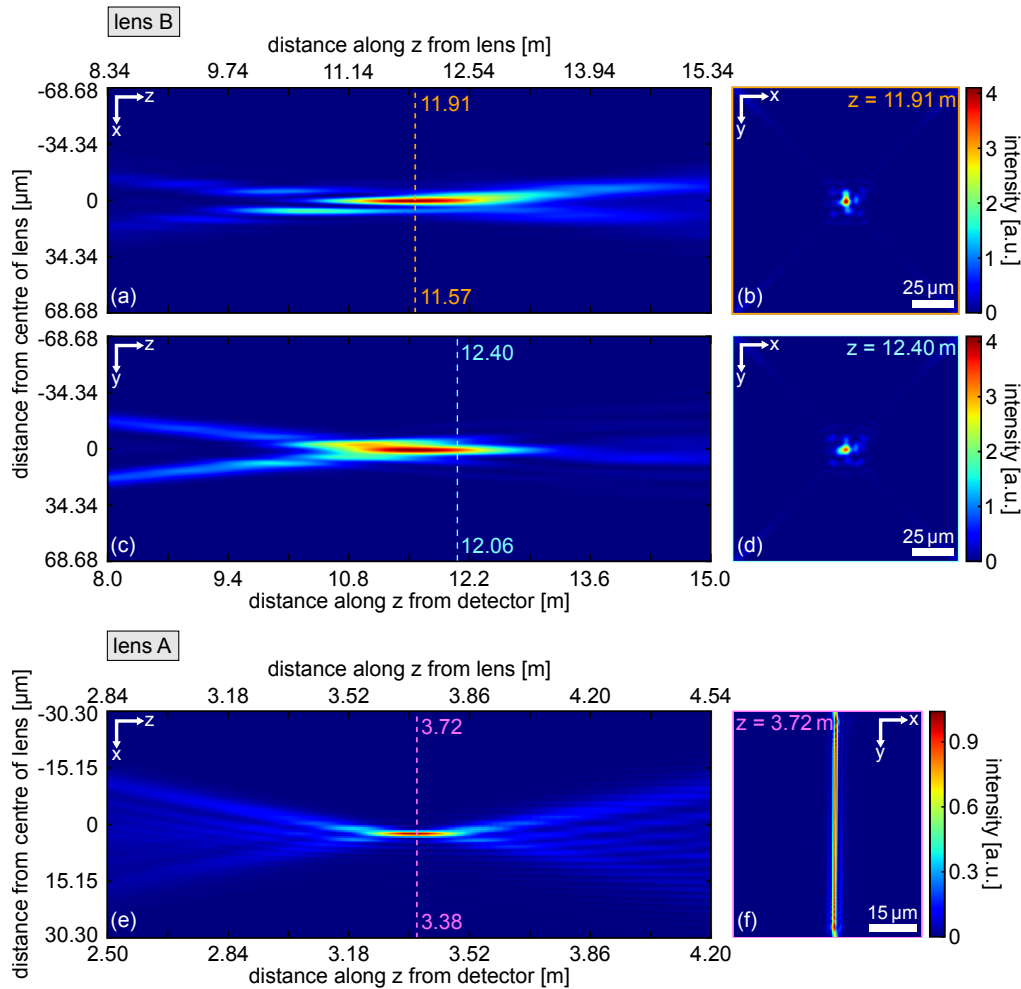 lens B
distance along z from lens [m]
8.34 9.74 11.14 12.54 13.94 15.34
distance from centre of lens [µm]
-68.68
-34.34
0
34.34
68.68
z
x
11.91
11.57
(a)
x
y
z = 11.91 m
25 µm
(b)
4
3
2
1
0
intensity [a.u.]
-68.68
-34.34
0
34.34
68.68
z
y
12.40
12.06
(c)
x
y
z = 12.40 m
25 µm
(d)
4
3
2
1
0
intensity [a.u.]
8.0 9.4 10.8 12.2 13.6 15.0
distance along z from detector [m]
lens A
distance along z from lens [m]
2.84 3.18 3.52 3.86 4.20 4.54
distance from centre of lens [µm]
-30.30
-15.15
0
15.15
30.30
z
x
3.72
3.38
(e)
z = 3.72 m
x
y
15 µm
(f)
0.9
0.6
0.3
0
intensity [a.u.]
2.50 2.84 3.18 3.52 3.86 4.20
distance along z from detector [m]